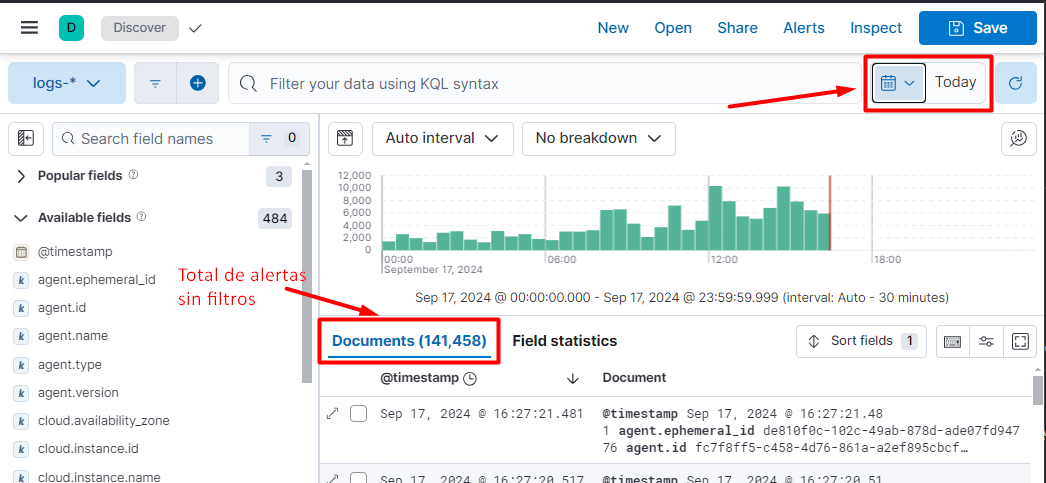 D Discover New Open Share Alerts Inspect Save
logs-* Filter your data using KQL syntax Today
Search field names 0 Auto interval No breakdown
Popular fields 3
Available fields 484
@timestamp
agent.ephemeral_id
agent.id
agent.name
agent.type
agent.version
cloud.availability_zone
cloud.instance.id
cloud.instance.name
12,000
10,000
8,000
6,000
4,000
2,000
0
00:00 06:00 12:00 18:00
September 17, 2024
Sep 17, 2024 @ 00:00:00.000 - Sep 17, 2024 @ 23:59:59.999 (interval: Auto - 30 minutes)
Total de alertas
sin filtros
Documents (141,458) Field statistics Sort fields 1
@timestamp Document
Sep 17, 2024 @ 16:27:21.481 @timestamp Sep 17, 2024 @ 16:27:21.48
1 agent.ephemeral_id de810f0c-102c-49ab-878d-ade07fd947
76 agent.id fc7f8ff5-c458-4d76-861a-a2ef895cbcf…
Sep 17, 2024 @ 16:27:20.517 @timestamp Sep 17, 2024 @ 16:27:20.51